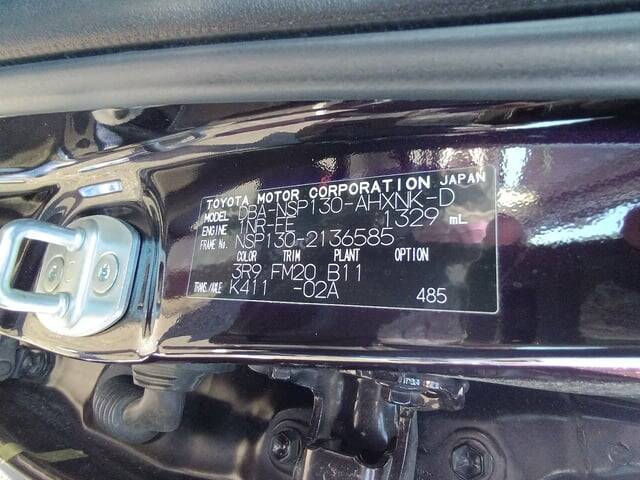 TOYOTA MOTOR CORPORATION JAPAN
MODEL DBA-NSP130-AHXNK-D
ENGINE 1NR-FE 1329 mL
FRAME No. NSP130-2136585
COLOR TRIM PLANT OPTION
3R9 FM20 B11
TRANS./AXLE K411 -02A
485